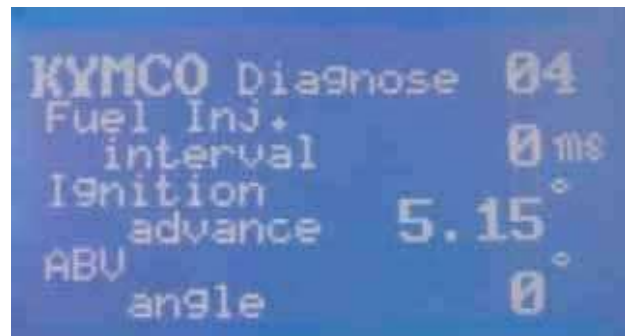 KYMCO Diagnose 04
Fuel Inj.
interval 0 ms
Ignition
advance 5.15°
ABV
angle 0°